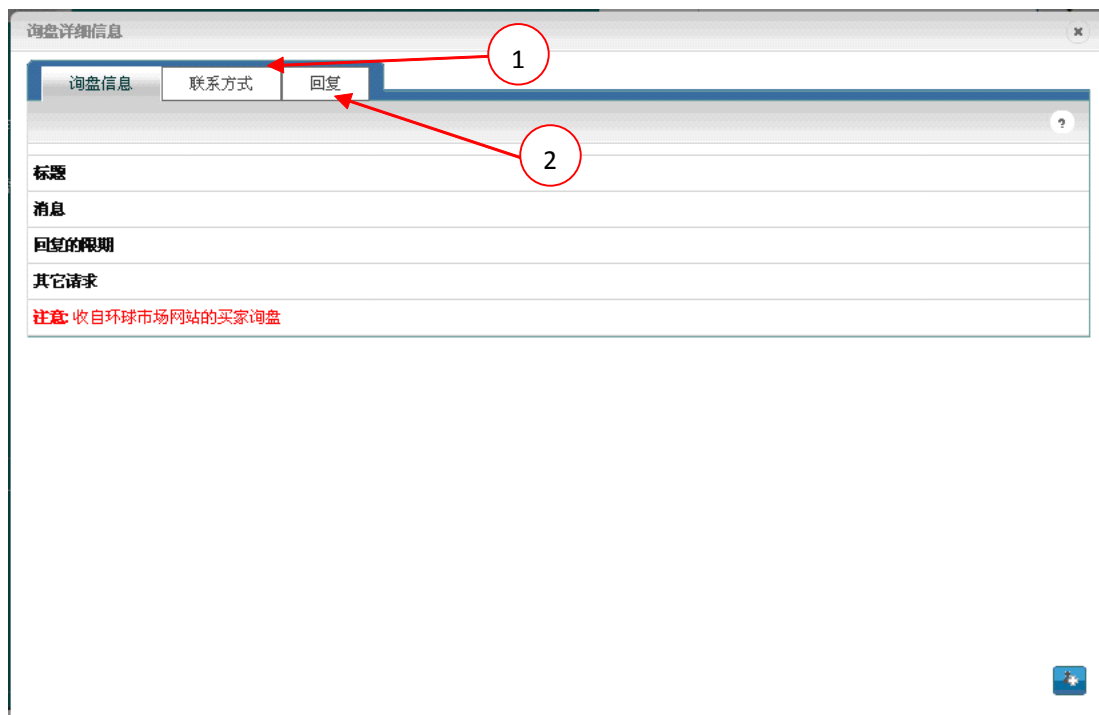 询盘详细信息
1
询盘信息 联系方式 回复
?
2
标题
消息
回复的限期
其它请求
注意: 收自环球市场网站的买家询盘